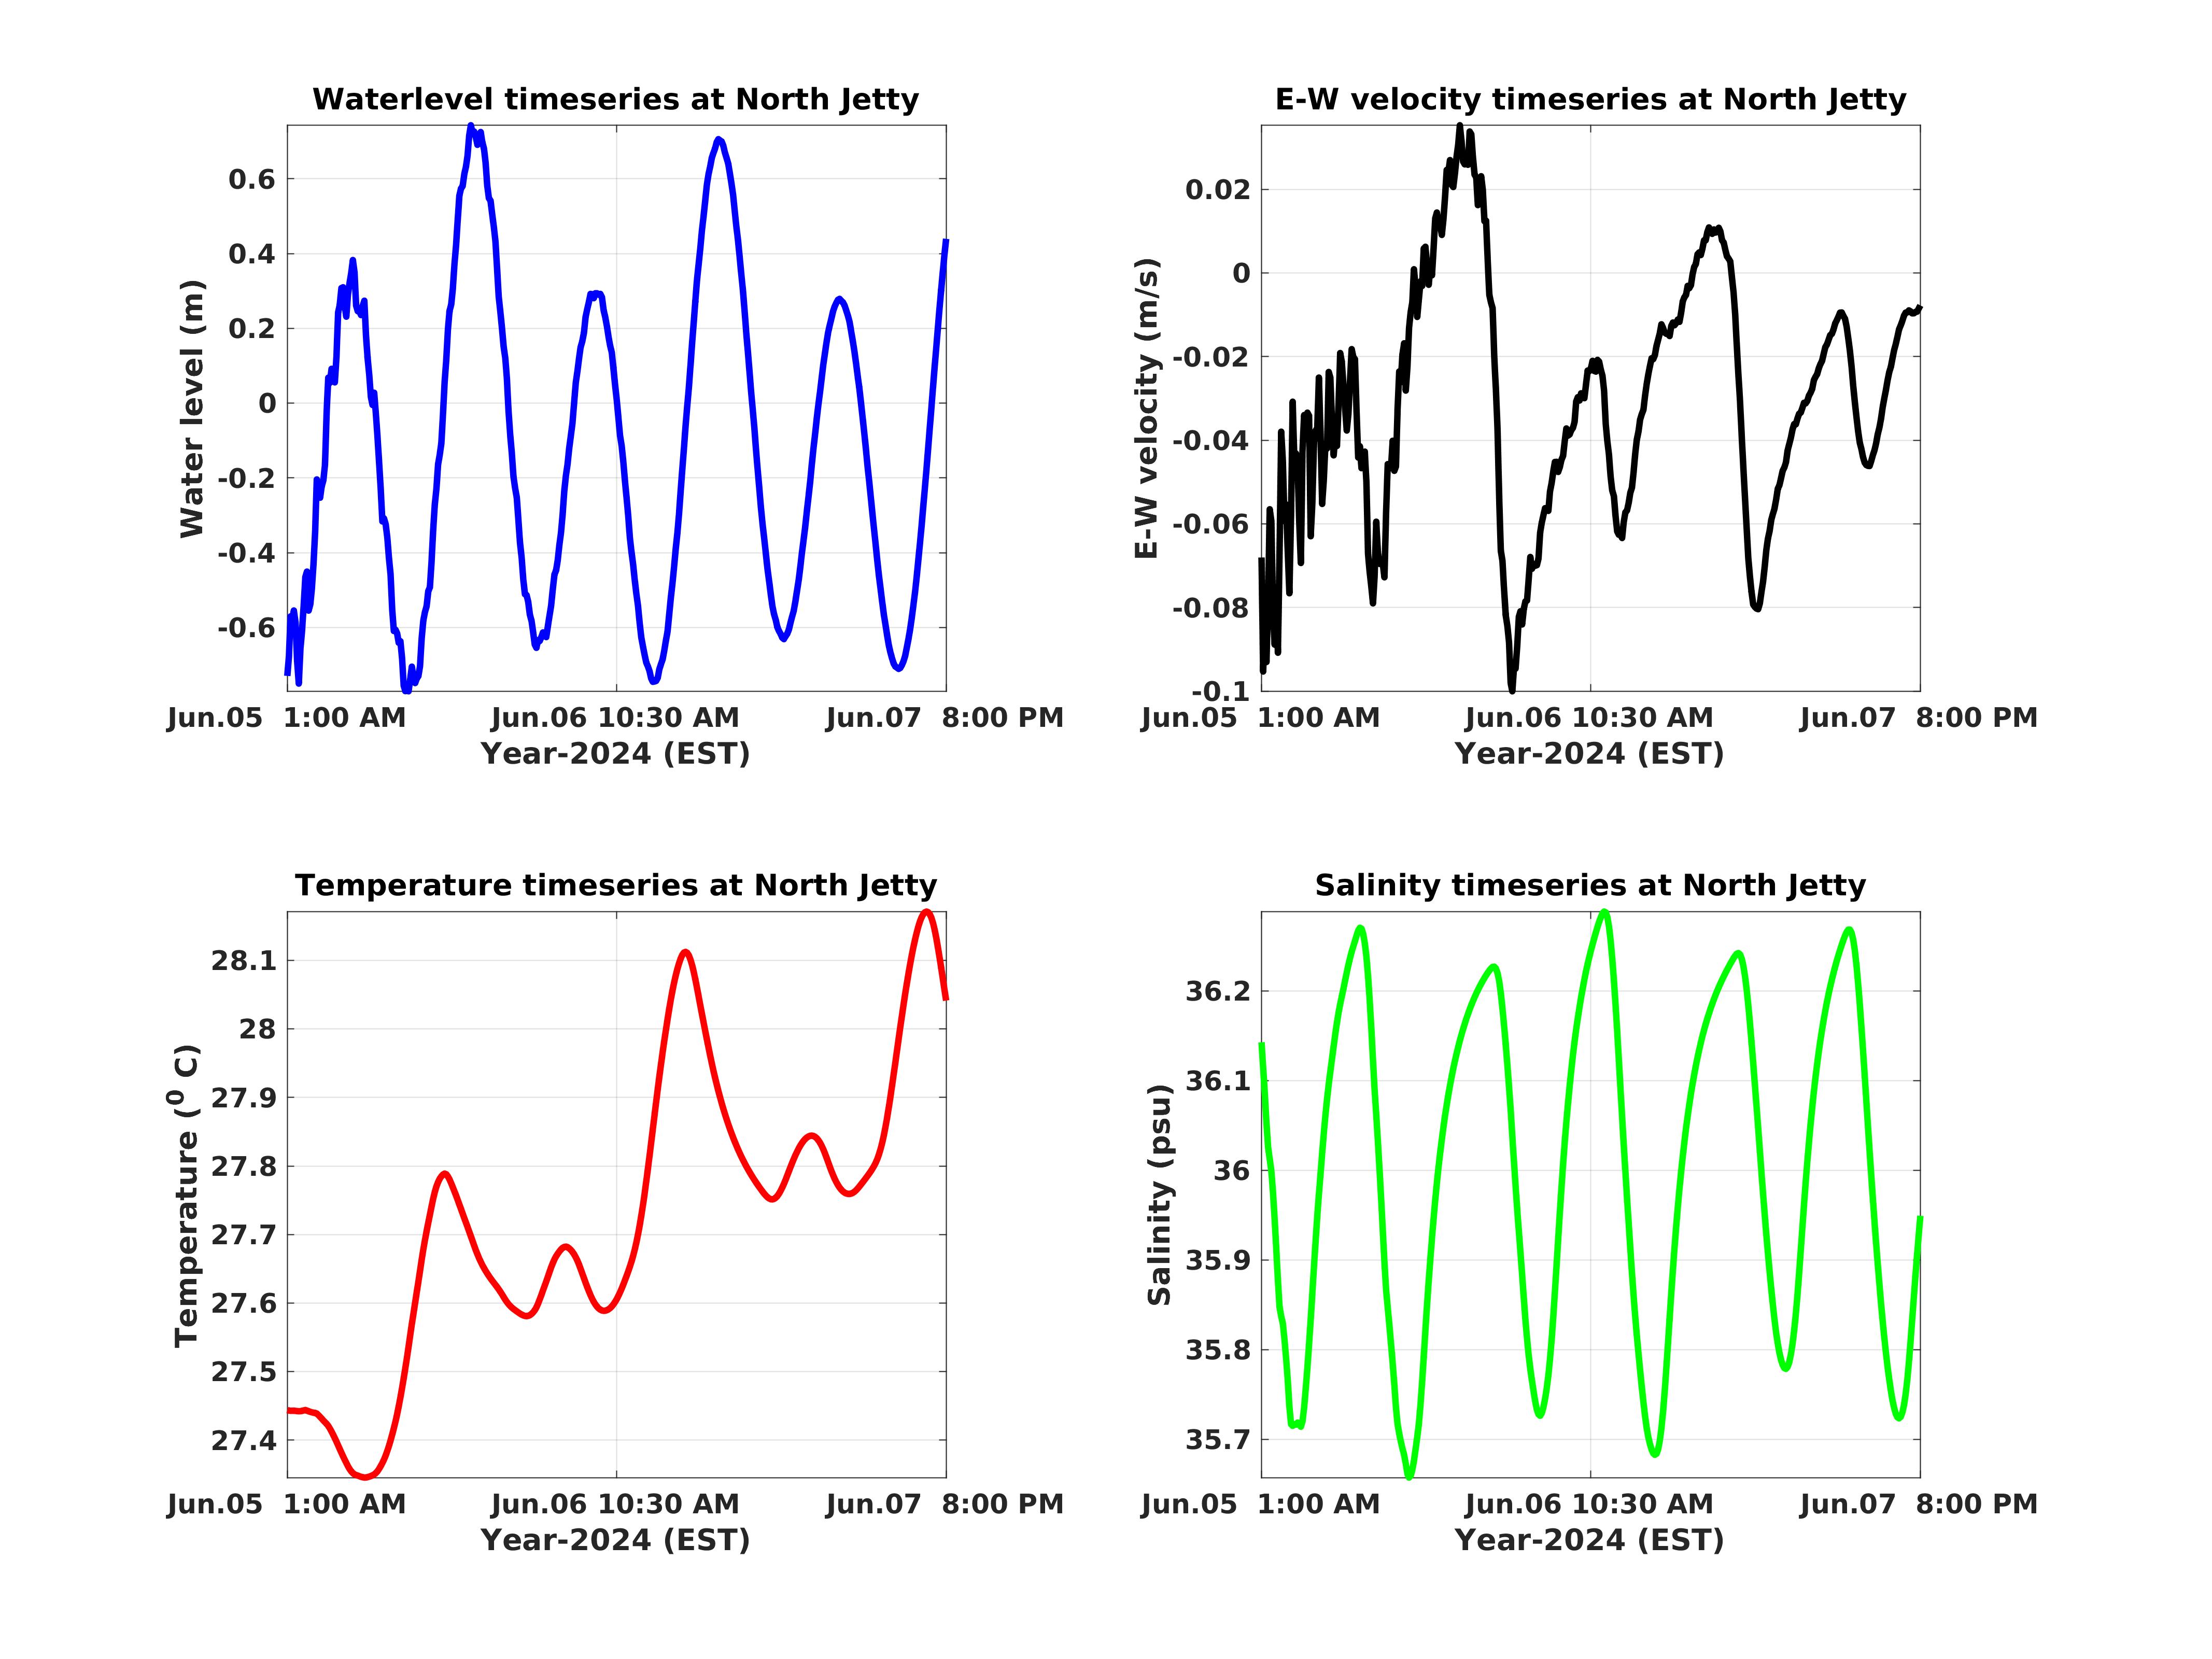 Waterlevel timeseries at North Jetty
0.6
0.4
0.2
0
-0.2
-0.4
-0.6
Water level (m)
Jun.05 1:00 AM Jun.06 10:30 AM Jun.07 8:00 PM
Year-2024 (EST)
E-W velocity timeseries at North Jetty
0.02
0
-0.02
-0.04
-0.06
-0.08
-0.1
E-W velocity (m/s)
Jun.05 1:00 AM Jun.06 10:30 AM Jun.07 8:00 PM
Year-2024 (EST)
Temperature timeseries at North Jetty
28.1
28
27.9
27.8
27.7
27.6
27.5
27.4
Temperature (⁰ C)
Jun.05 1:00 AM Jun.06 10:30 AM Jun.07 8:00 PM
Year-2024 (EST)
Salinity timeseries at North Jetty
36.2
36.1
36
35.9
35.8
35.7
Salinity (psu)
Jun.05 1:00 AM Jun.06 10:30 AM Jun.07 8:00 PM
Year-2024 (EST)